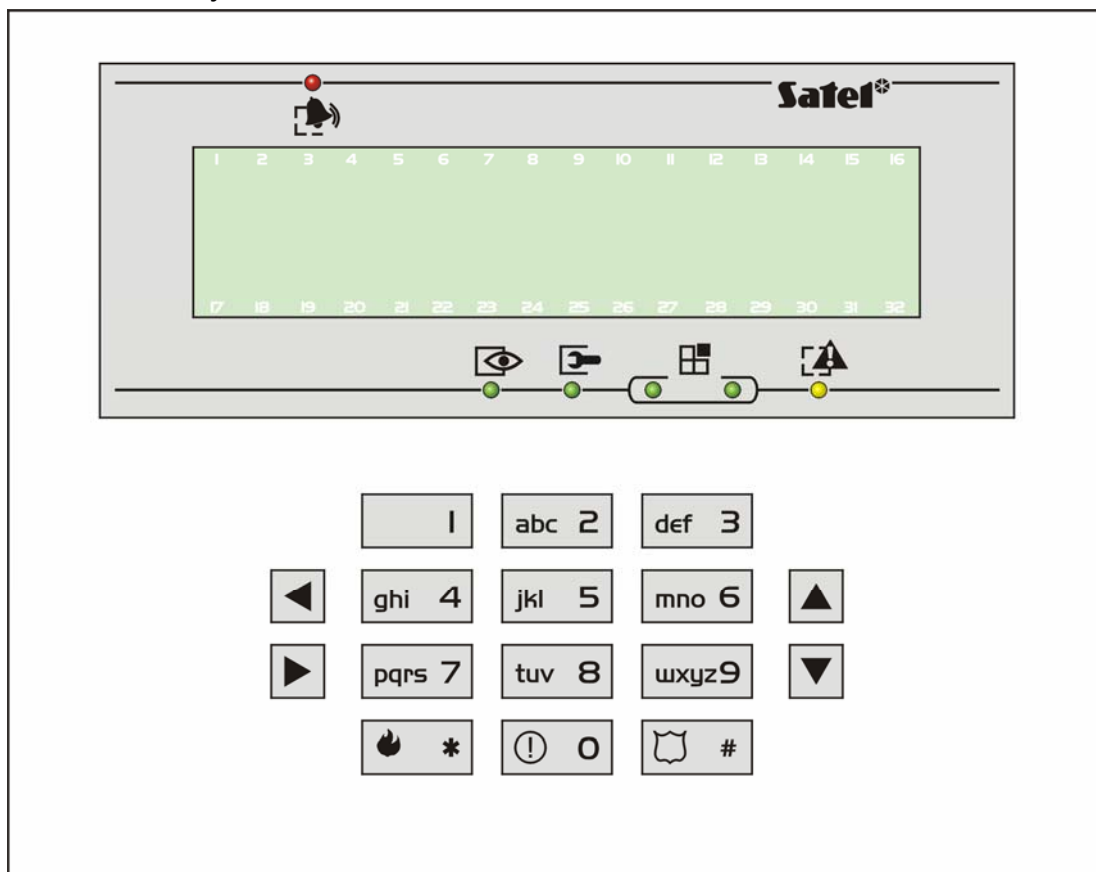 Satel
1 2 3 4 5 6 7 8 9 10 11 12 13 14 15 16
17 18 19 20 21 22 23 24 25 26 27 28 29 30 31 32
1 abc 2 def 3
ghi 4 jkl 5 mno 6
pqrs 7 tuv 8 wxyz9
* ! 0 #